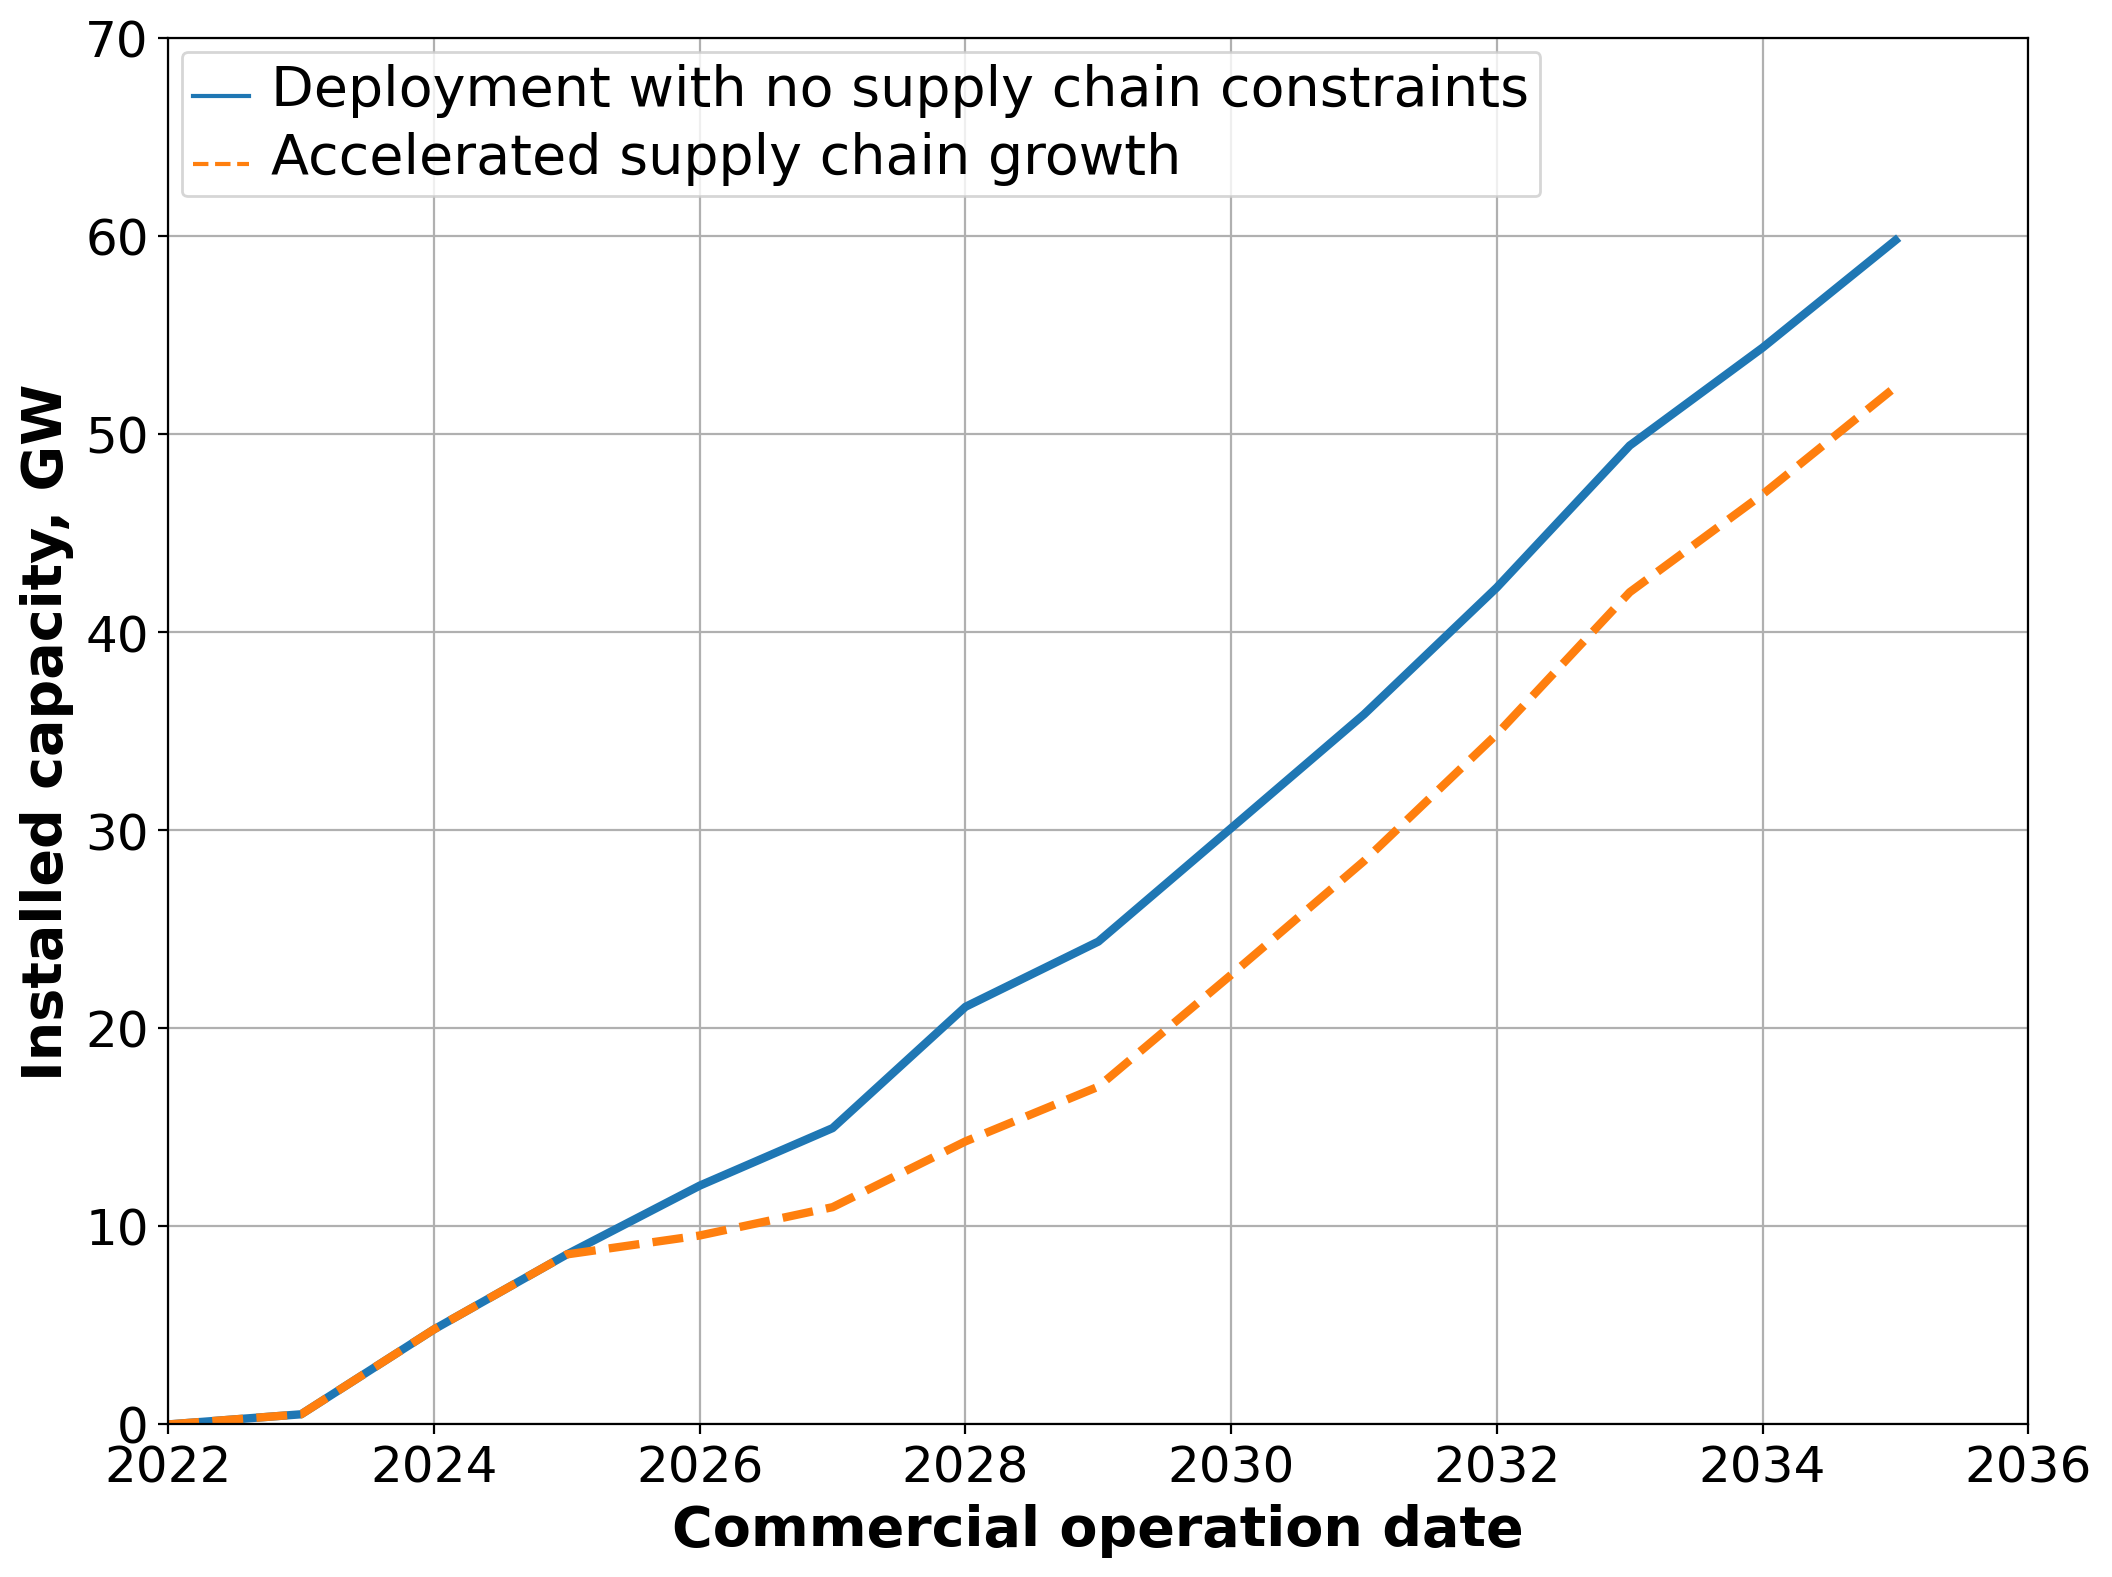 Deployment with no supply chain constraints
Accelerated supply chain growth
Installed capacity, GW
70
60
50
40
30
20
10
0
2022 2024 2026 2028 2030 2032 2034 2036
Commercial operation date